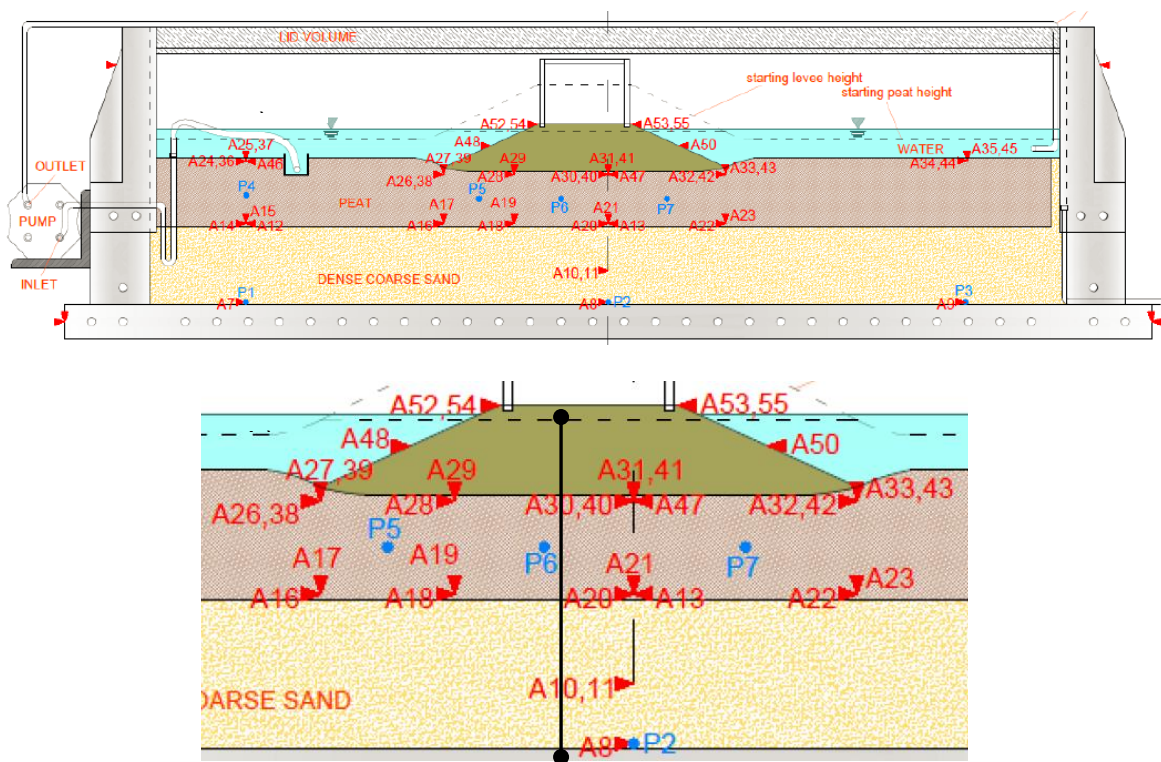 LID VOLUME
starting levee height
starting peat height
A52,54
A53,55
A48
A50
A25,37
A24,36
A46
A27,39
A29
A31,41
A26,38
A28
A30,40
A47
A32,42
A33,43
WATER
A35,45
A34,44
OUTLET
PUMP
INLET
P4
PEAT
P5
P6
P7
A15
A14
A12
A17
A16
A19
A18
A21
A20
A13
A23
A22
DENSE COARSE SAND
A10,11
A7
P1
A8
P2
A9
P3
A52,54
A53,55
A48
A50
A27,39
A29
A31,41
A33,43
A26,38
A28
A30,40
A47
A32,42
P5
P6
P7
A17
A19
A21
A23
A16
A18
A20
A13
A22
OARSE SAND
A10,11
A8
P2